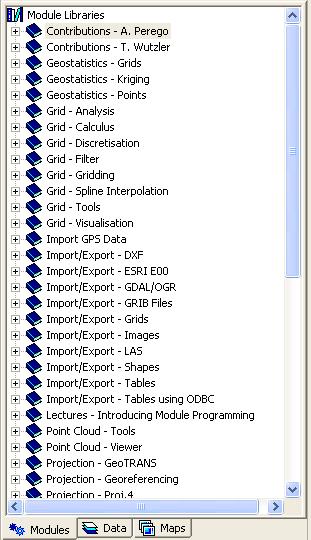 Module Libraries
Contributions - A. Perego
Contributions - T. Wutzler
Geostatistics - Grids
Geostatistics - Kriging
Geostatistics - Points
Grid - Analysis
Grid - Calculus
Grid - Discretisation
Grid - Filter
Grid - Gridding
Grid - Spline Interpolation
Grid - Tools
Grid - Visualisation
Import GPS Data
Import/Export - DXF
Import/Export - ESRI E00
Import/Export - GDAL/OGR
Import/Export - GRIB Files
Import/Export - Grids
Import/Export - Images
Import/Export - LAS
Import/Export - Shapes
Import/Export - Tables
Import/Export - Tables using ODBC
Lectures - Introducing Module Programming
Point Cloud - Tools
Point Cloud - Viewer
Projection - GeoTRANS
Projection - Georeferencing
Projection - Proj.4
Modules Data Maps